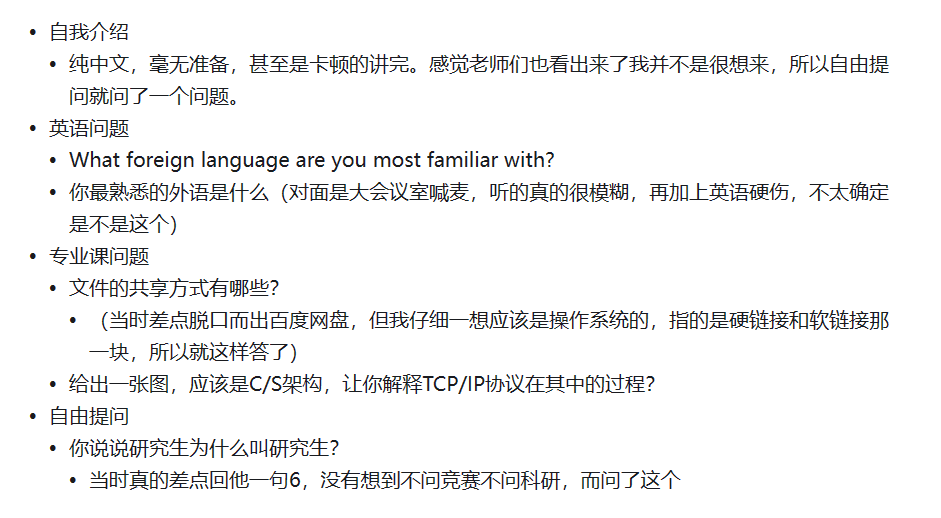 • 自我介绍
• 纯中文，毫无准备，甚至是卡顿的讲完。感觉老师们也看出来了我并不是很想来，所以自由提
问就问了一个问题。
• 英语问题
• What foreign language are you most familiar with?
• 你最熟悉的外语是什么（对面是大会议室喊麦，听的真的很模糊，再加上英语硬伤，不太确定
是不是这个）
• 专业课问题
• 文件的共享方式有哪些？
• （当时差点脱口而出百度网盘，但我仔细一想应该是操作系统的，指的是硬链接和软链接那
一块，所以就这样答了）
• 给出一张图，应该是C/S架构，让你解释TCP/IP协议在其中的过程？
• 自由提问
• 你说说研究生为什么叫研究生？
• 当时真的差点回他一句6，没有想到不问竞赛不问科研，而问了这个